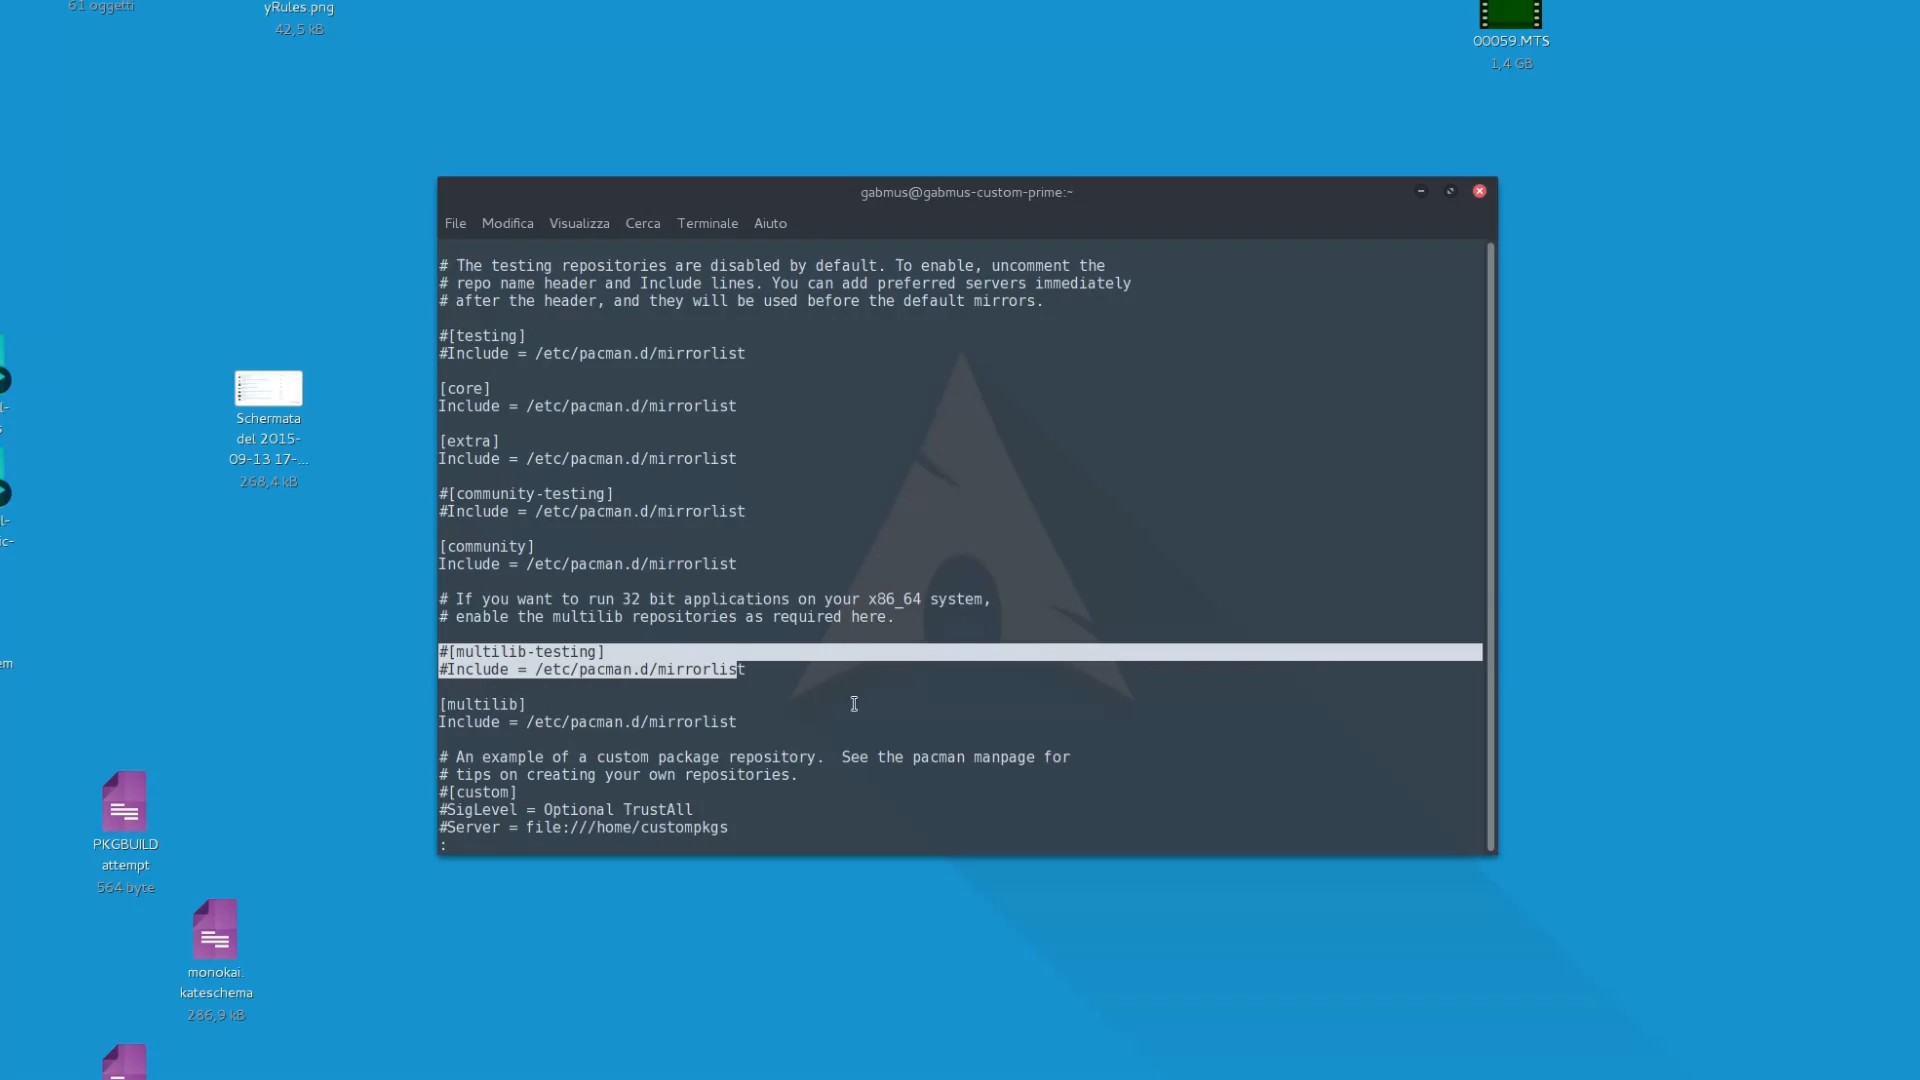 61 oggetti
yRules.png
42,5 kB
00059.MTS
1,4 GB
gabmus@gabmus-custom-prime:~
File Modifica Visualizza Cerca Terminale Aiuto
# The testing repositories are disabled by default. To enable, uncomment the
# repo name header and Include lines. You can add preferred servers immediately
# after the header, and they will be used before the default mirrors.
#[testing]
#Include = /etc/pacman.d/mirrorlist
[core]
Include = /etc/pacman.d/mirrorlist
[extra]
Include = /etc/pacman.d/mirrorlist
#[community-testing]
#Include = /etc/pacman.d/mirrorlist
[community]
Include = /etc/pacman.d/mirrorlist
# If you want to run 32 bit applications on your x86_64 system,
# enable the multilib repositories as required here.
#[multilib-testing]
#Include = /etc/pacman.d/mirrorlist
[multilib]
Include = /etc/pacman.d/mirrorlist
# An example of a custom package repository.  See the pacman manpage for
# tips on creating your own repositories.
#[custom]
#SigLevel = Optional TrustAll
#Server = file:///home/custompkgs
:
Schermata
del 2015-
09-13 17-...
268,4 kB
PKGBUILD
attempt
564 byte
monokai.
kateschema
286,9 kB